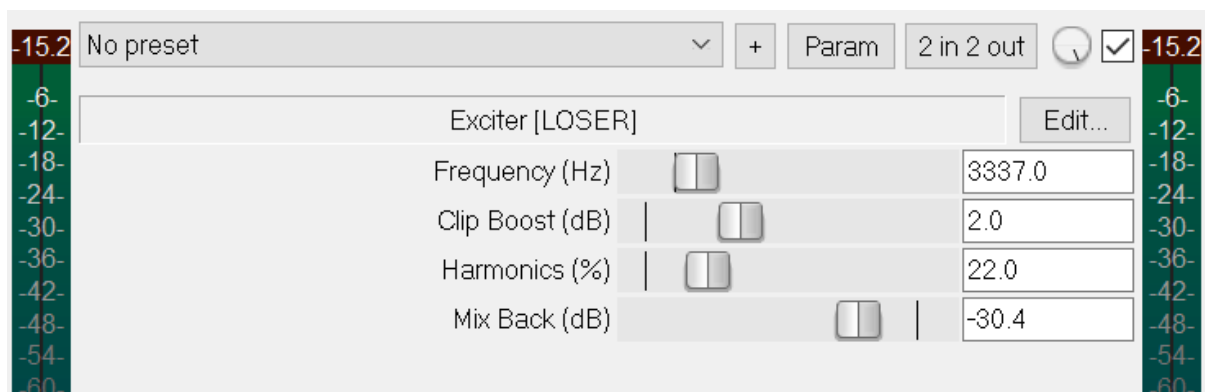 -15.2 No preset + Param 2 in 2 out -15.2
-6- -6-
Exciter [LOSER] Edit...
-12- -12-
-18- Frequency (Hz) 3337.0 -18-
-24- -24-
-30- Clip Boost (dB) 2.0 -30-
-36- Harmonics (%) 22.0 -36-
-42- -42-
-48- Mix Back (dB) -30.4 -48-
-54- -54-
-60- -60-